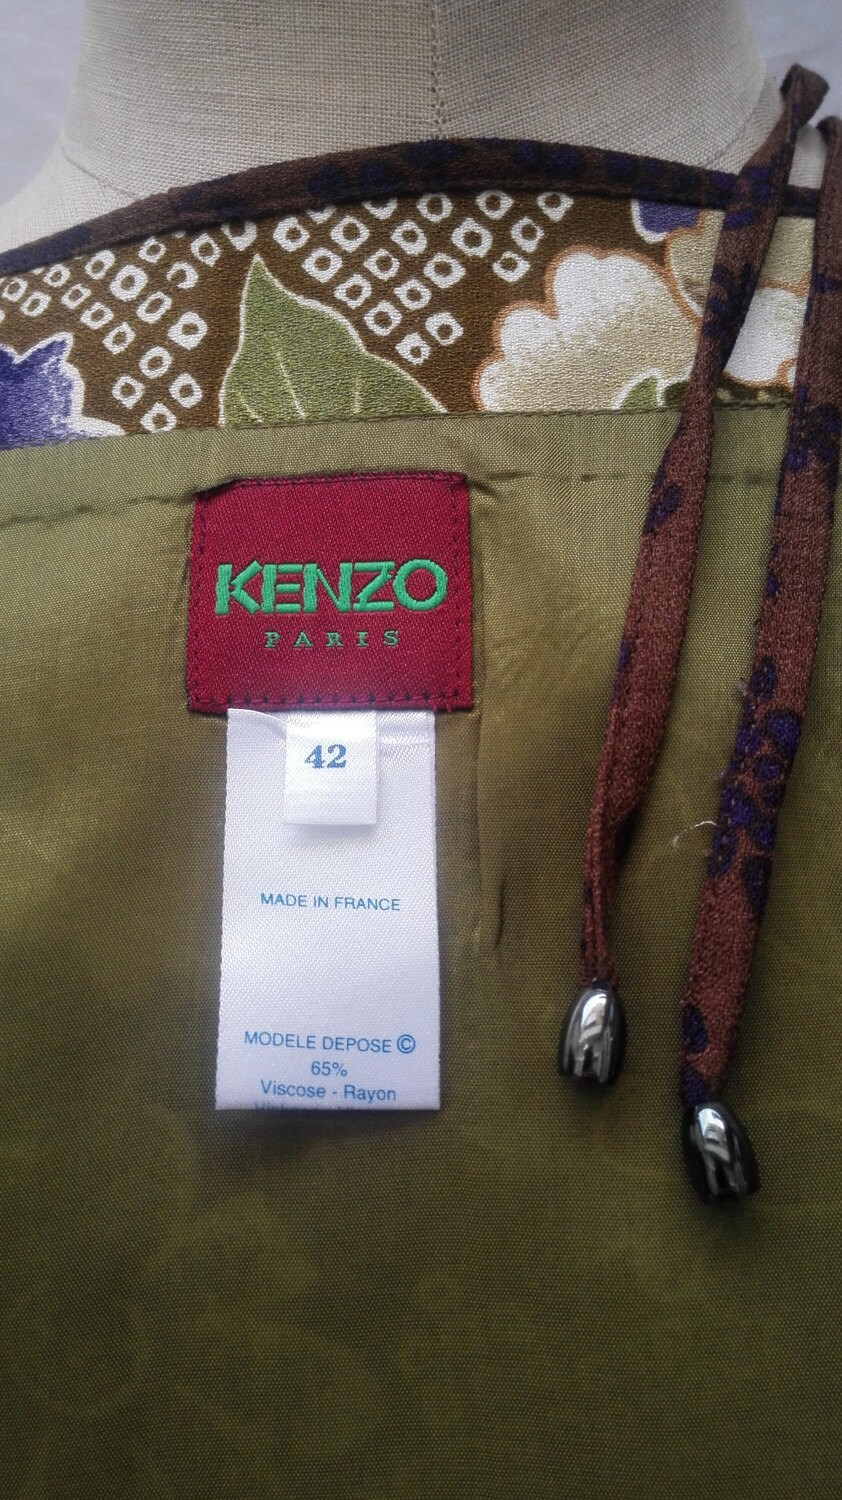 KENZO
PARIS
42
MADE IN FRANCE
MODELE DEPOSE ©
65%
Viscose - Rayon